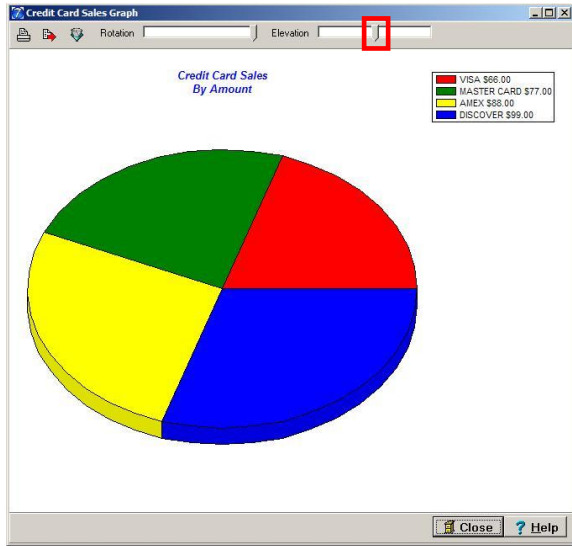 Credit Card Sales Graph
Rotation Elevation
Credit Card Sales
By Amount
VISA $66.00
MASTER CARD $77.00
AMEX $88.00
DISCOVER $99.00
Close ? Help